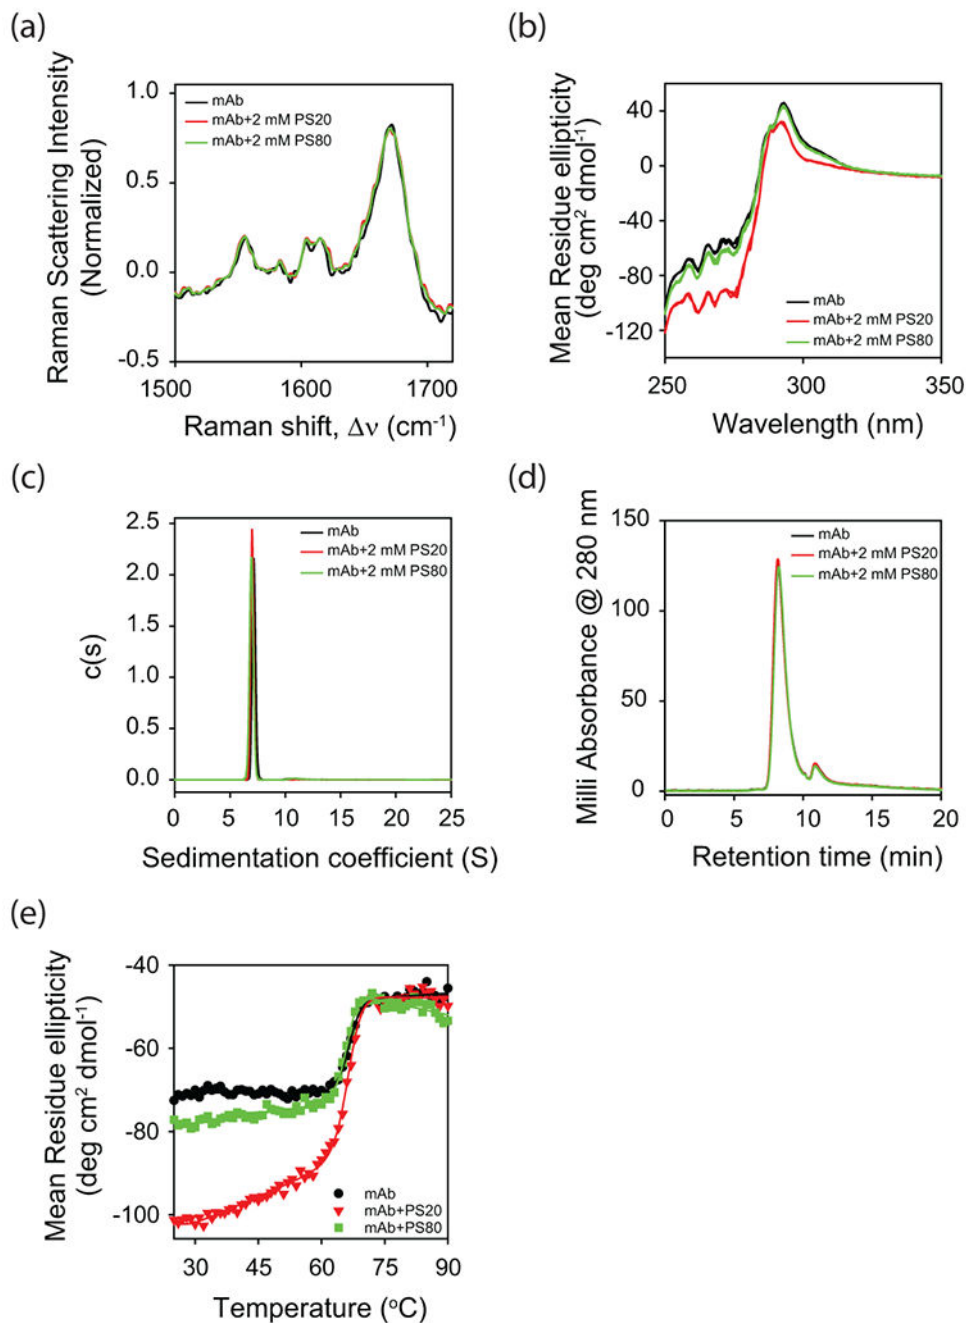 (a)
Raman Scattering Intensity
(Normalized)
1.0
0.5
0.0
-0.5
mAb
mAb+2 mM PS20
mAb+2 mM PS80
1500
1600
1700
Raman shift, Δν (cm⁻¹)
(b)
Mean Residue ellipticity
(deg cm² dmol⁻¹)
40
0
-40
-80
-120
mAb
mAb+2 mM PS20
mAb+2 mM PS80
250
300
350
Wavelength (nm)
(c)
c(s)
2.5
2.0
1.5
1.0
0.5
0.0
mAb
mAb+2 mM PS20
mAb+2 mM PS80
0
5
10
15
20
25
Sedimentation coefficient (S)
(d)
Milli Absorbance @ 280 nm
150
100
50
0
mAb
mAb+2 mM PS20
mAb+2 mM PS80
0
5
10
15
20
Retention time (min)
(e)
Mean Residue ellipticity
(deg cm² dmol⁻¹)
-40
-60
-80
-100
mAb
mAb+PS20
mAb+PS80
30
45
60
75
90
Temperature (°C)